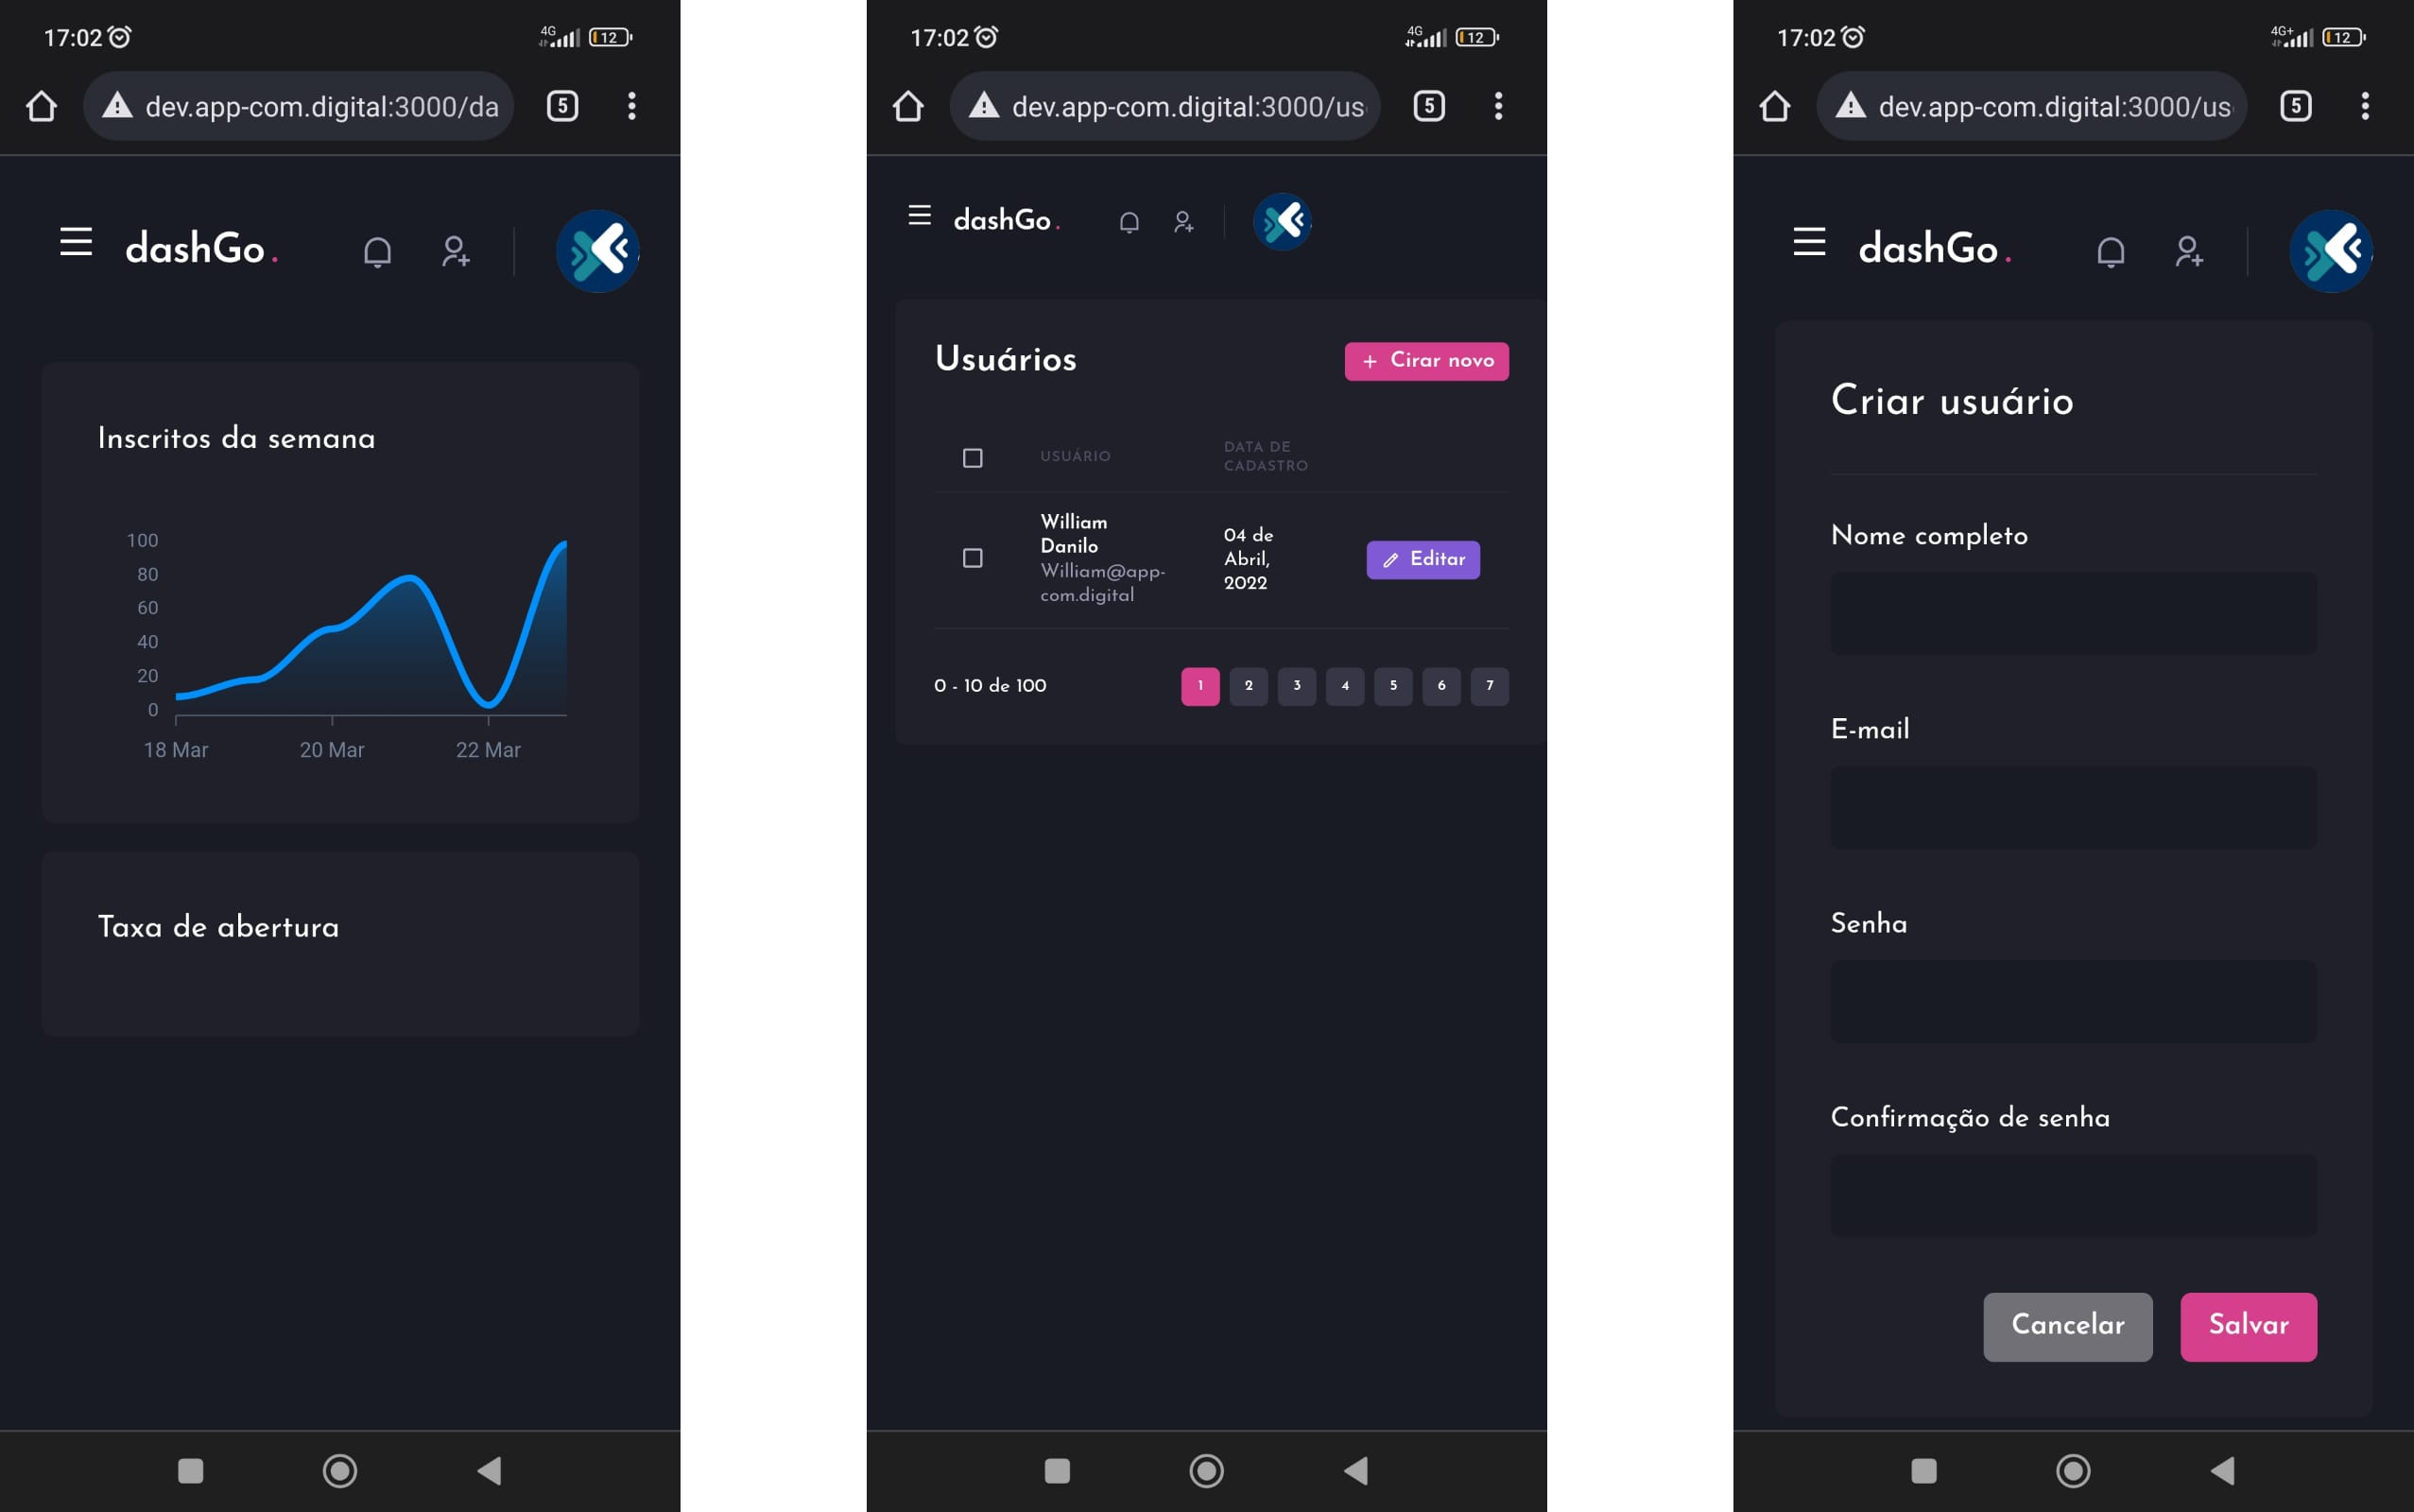 17:02
4G
12
dev.app-com.digital:3000/da
5
dashGo.
Inscritos da semana
100
80
60
40
20
0
18 Mar
20 Mar
22 Mar
Taxa de abertura
17:02
4G
12
dev.app-com.digital:3000/us
5
dashGo.
Usuários
+ Cirar novo
USUÁRIO
DATA DE
CADASTRO
William
Danilo
William@app-
com.digital
04 de
Abril,
2022
Editar
0 - 10 de 100
1 2 3 4 5 6 7
17:02
4G+
12
dev.app-com.digital:3000/us
5
dashGo.
Criar usuário
Nome completo
E-mail
Senha
Confirmação de senha
Cancelar
Salvar